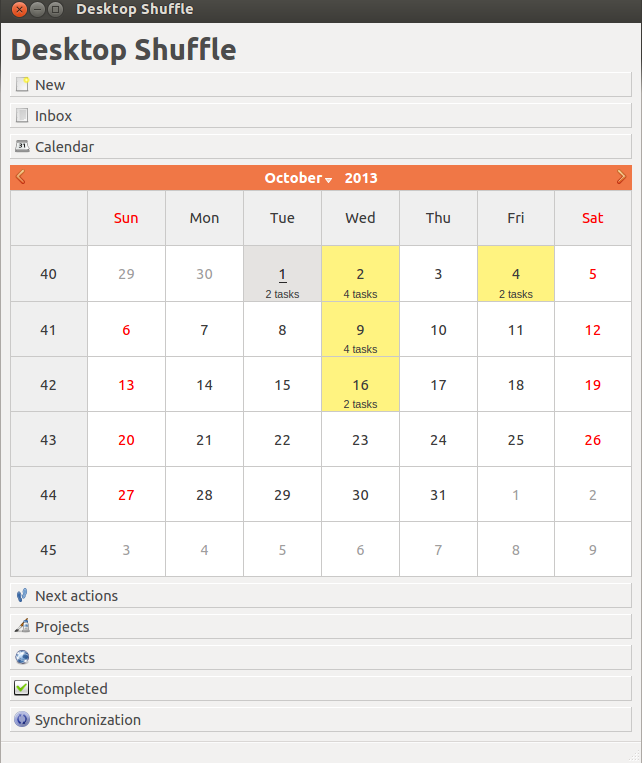 Desktop Shuffle
Desktop Shuffle
New
Inbox
31 Calendar
October 2013
Sun Mon Tue Wed Thu Fri Sat
40 29 30 1 2 3 4 5
2 tasks 4 tasks 2 tasks
41 6 7 8 9 10 11 12
4 tasks
42 13 14 15 16 17 18 19
2 tasks
43 20 21 22 23 24 25 26
44 27 28 29 30 31 1 2
45 3 4 5 6 7 8 9
Next actions
Projects
Contexts
Completed
Synchronization